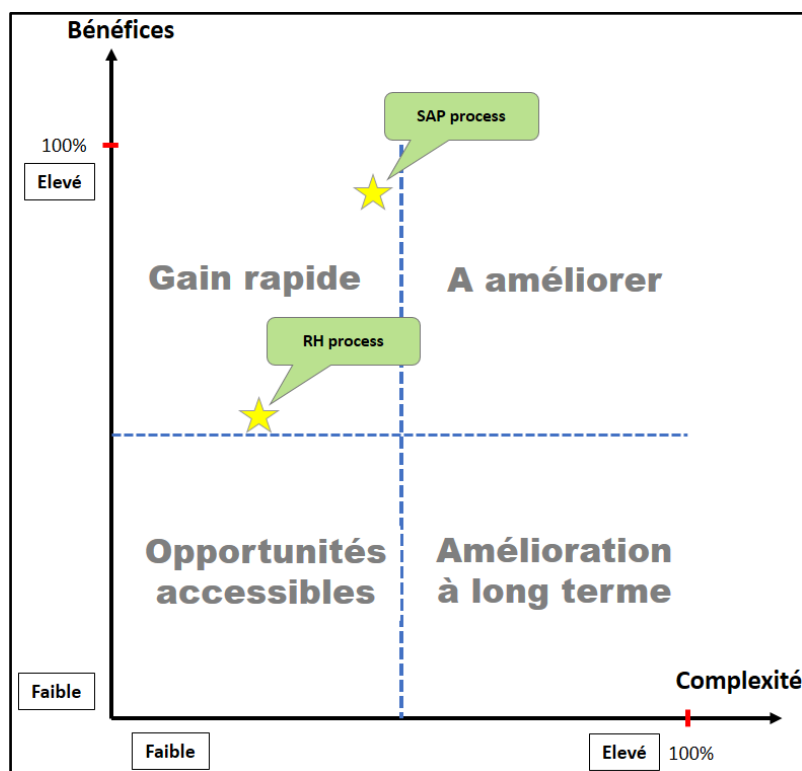 Bénéfices
SAP process
100%
Elevé
Gain rapide
A améliorer
RH process
Opportunités
accessibles
Amélioration
à long terme
Faible
Complexité
Faible
Elevé
100%